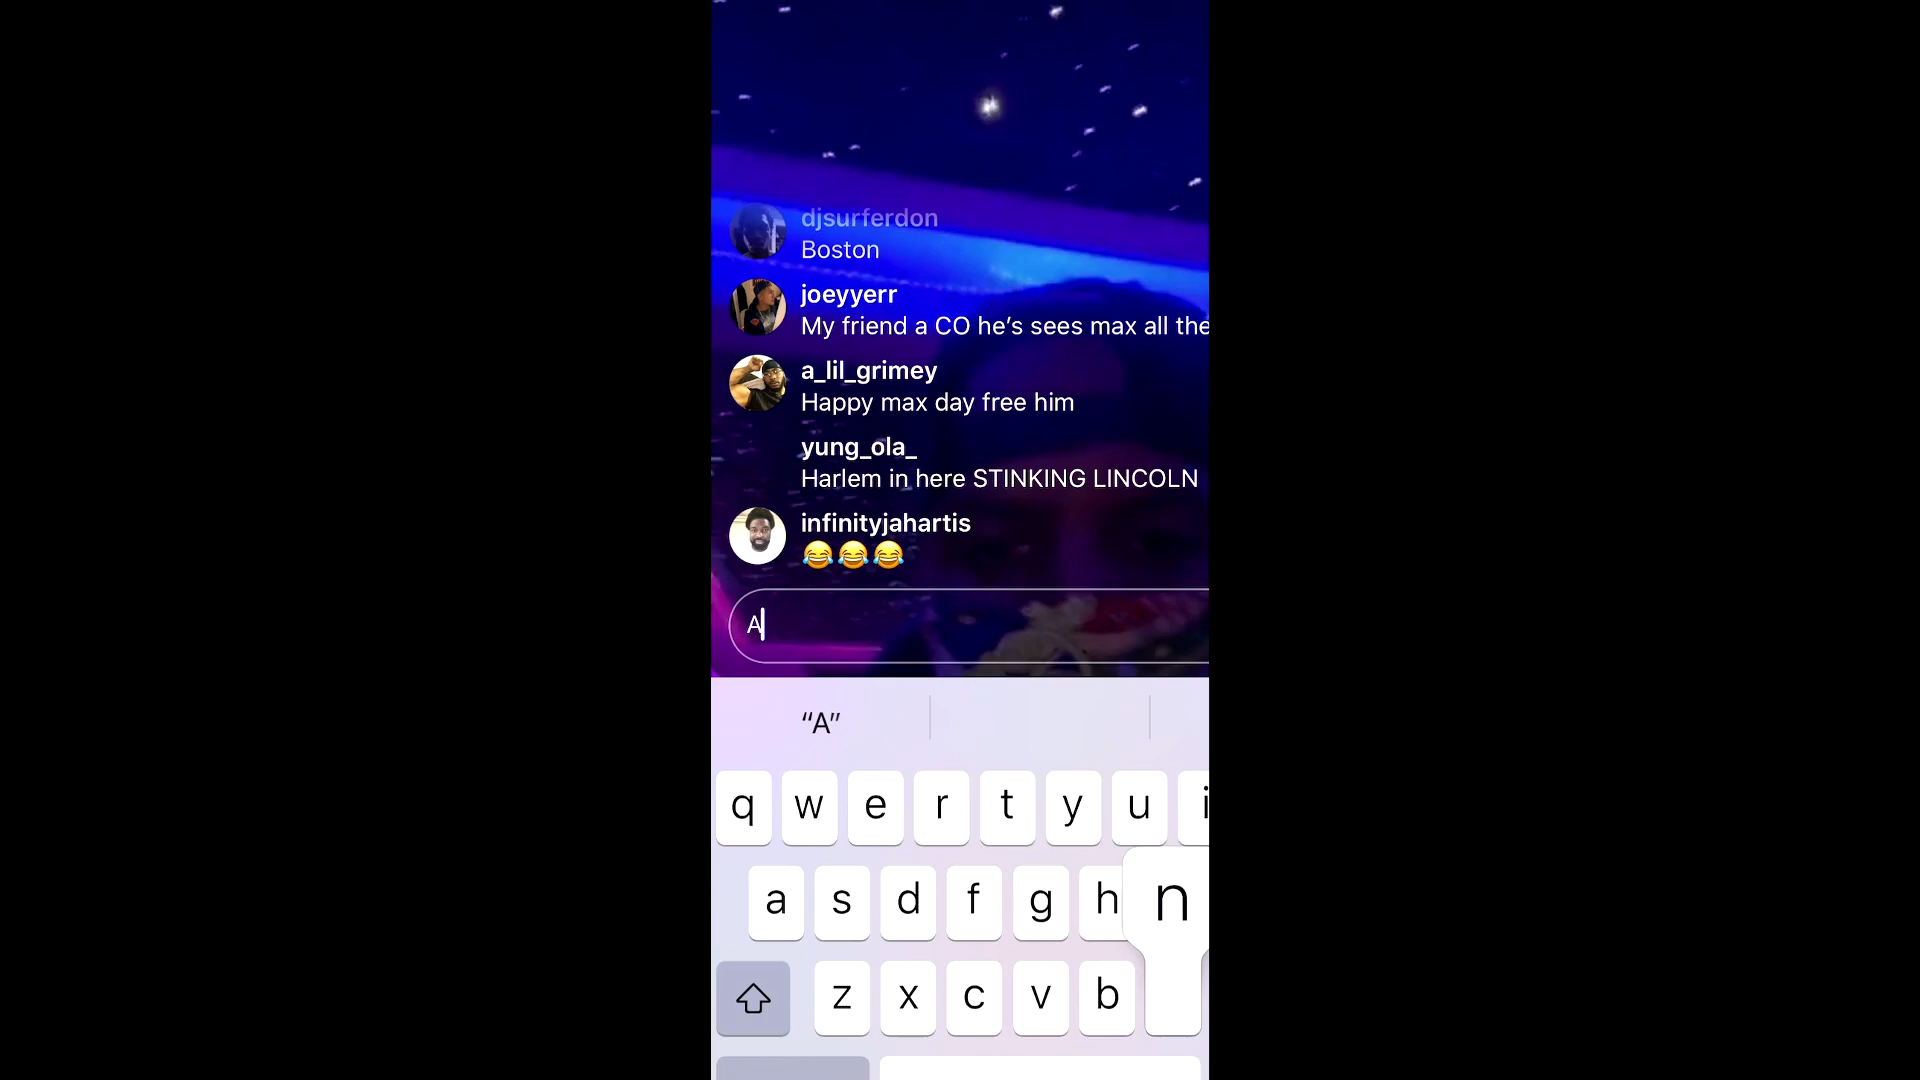 djsurferdon
Boston
joeyyerr
My friend a CO he’s sees max all the
a_lil_grimey
Happy max day free him
yung_ola_
Harlem in here STINKING LINCOLN
infinityjahartis
😂😂😂
A
“A”
q w e r t y u i
a s d f g h n
z x c v b